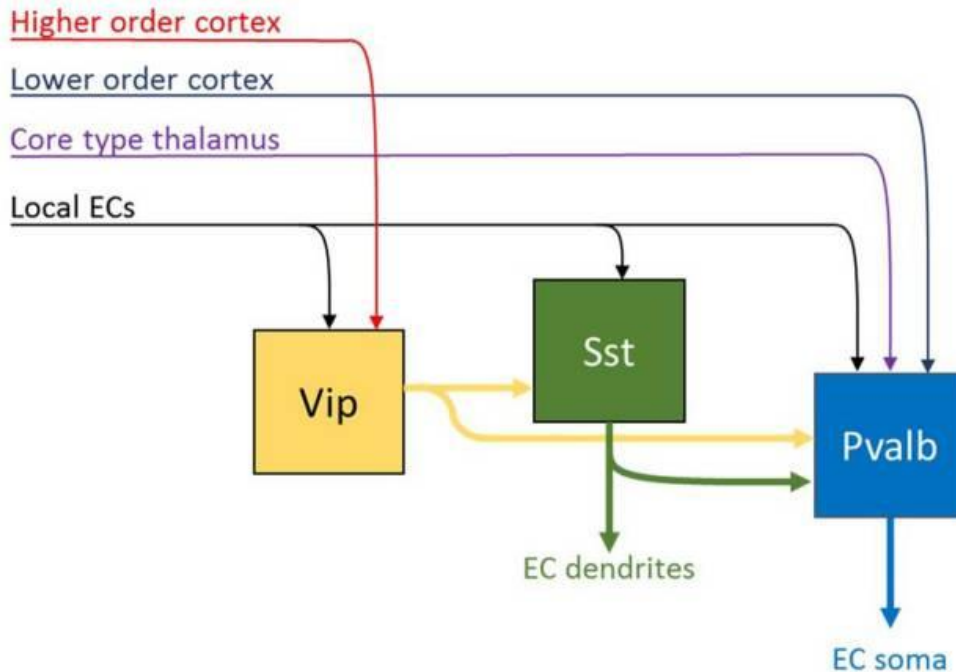 Higher order cortex
Lower order cortex
Core type thalamus
Local ECs
Vip
Sst
Pvalb
EC dendrites
EC soma